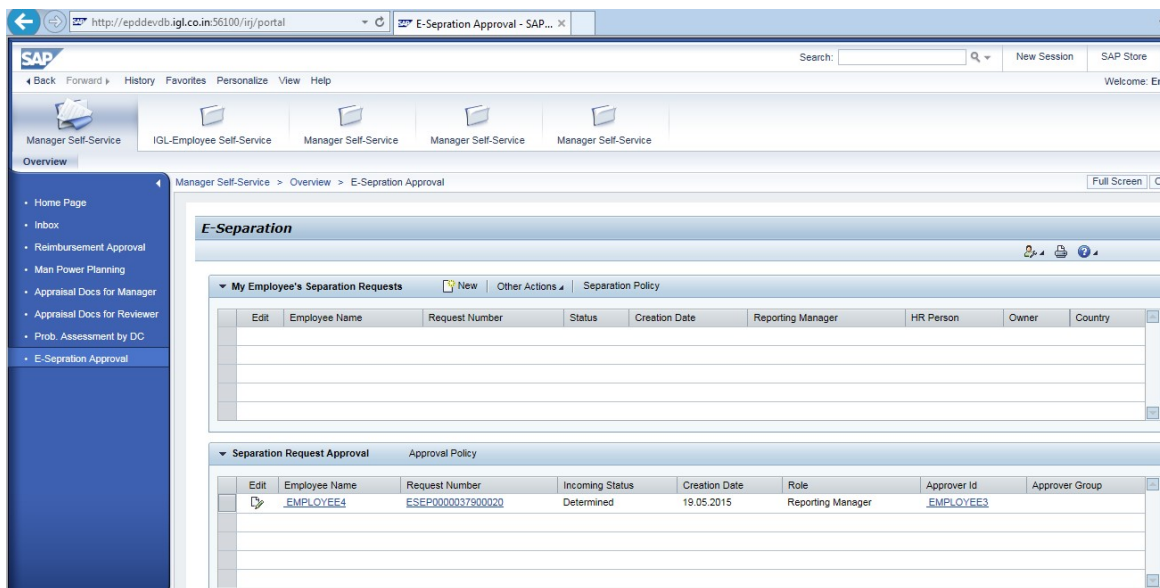 http://epddevdb.igl.co.in:56100/irj/portal
E-Sepration Approval - SAP...
SAP
Search:
New Session
SAP Store
Back Forward History Favorites Personalize View Help
Welcome:
Manager Self-Service
IGL-Employee Self-Service
Manager Self-Service
Manager Self-Service
Manager Self-Service
Overview
Manager Self-Service > Overview > E-Sepration Approval
Full Screen
Home Page
Inbox
Reimbursement Approval
Man Power Planning
Appraisal Docs for Manager
Appraisal Docs for Reviewer
Prob. Assessment by DC
E-Sepration Approval
E-Separation
My Employee's Separation Requests New Other Actions Separation Policy
Edit Employee Name Request Number Status Creation Date Reporting Manager HR Person Owner Country
Separation Request Approval Approval Policy
Edit Employee Name Request Number Incoming Status Creation Date Role Approver Id Approver Group
EMPLOYEE4 ESEP0000037900020 Determined 19.05.2015 Reporting Manager EMPLOYEE3